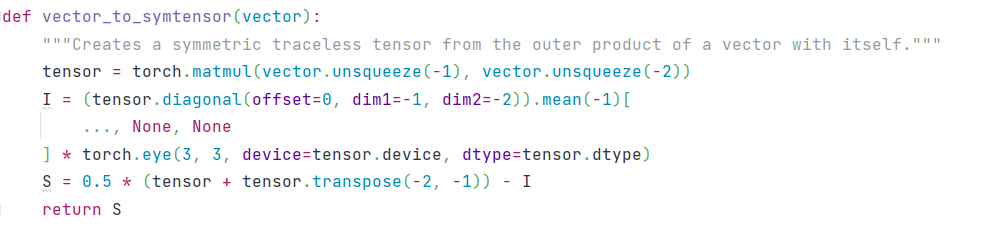 def vector_to_symtensor(vector):
    """Creates a symmetric traceless tensor from the outer product of a vector with itself."""
    tensor = torch.matmul(vector.unsqueeze(-1), vector.unsqueeze(-2))
    I = (tensor.diagonal(offset=0, dim1=-1, dim2=-2)).mean(-1)[
        ..., None, None
    ] * torch.eye(3, 3, device=tensor.device, dtype=tensor.dtype)
    S = 0.5 * (tensor + tensor.transpose(-2, -1)) - I
    return S